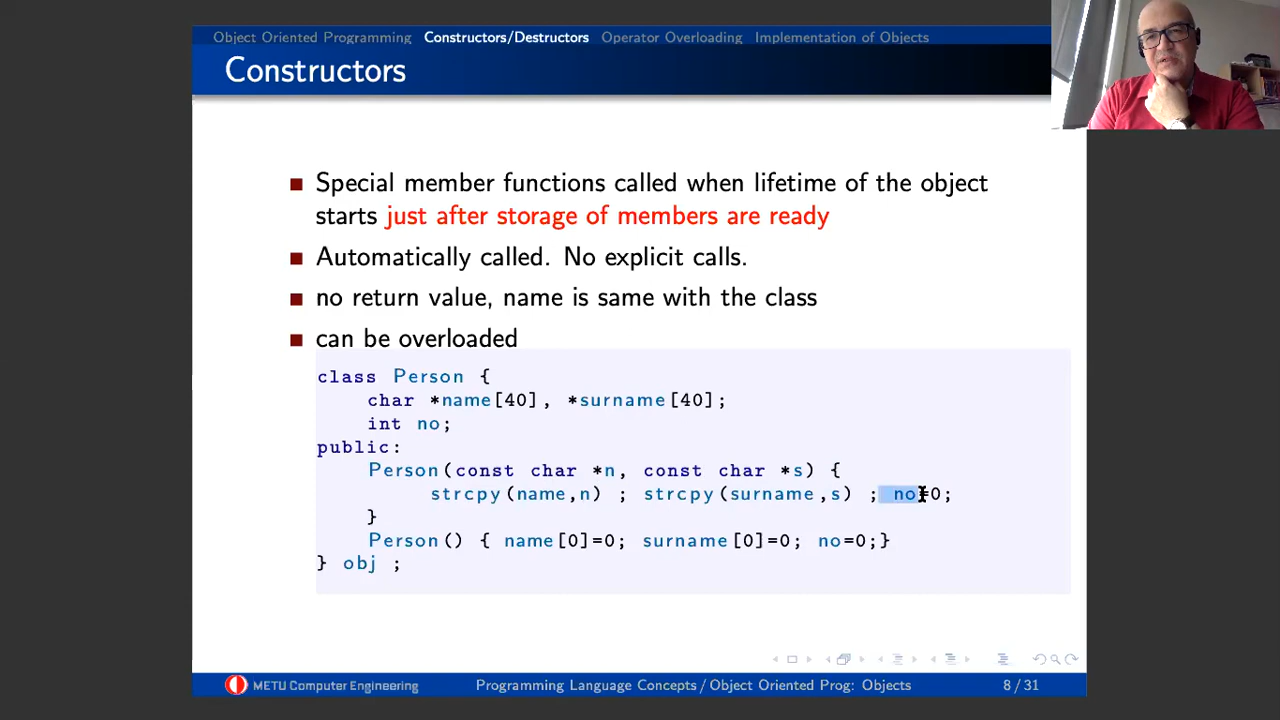 Object Oriented Programming Constructors/Destructors Operator Overloading Implementation of Objects
Constructors
Special member functions called when lifetime of the object
starts just after storage of members are ready
Automatically called. No explicit calls.
no return value, name is same with the class
can be overloaded
class Person {
char *name[40], *surname[40];
int no;
public:
Person(const char *n, const char *s) {
strcpy(name,n) ; strcpy(surname,s) ; no=0;
}
Person() { name[0]=0; surname[0]=0; no=0;}
} obj ;
METU Computer Engineering Programming Language Concepts / Object Oriented Prog: Objects 8 / 31